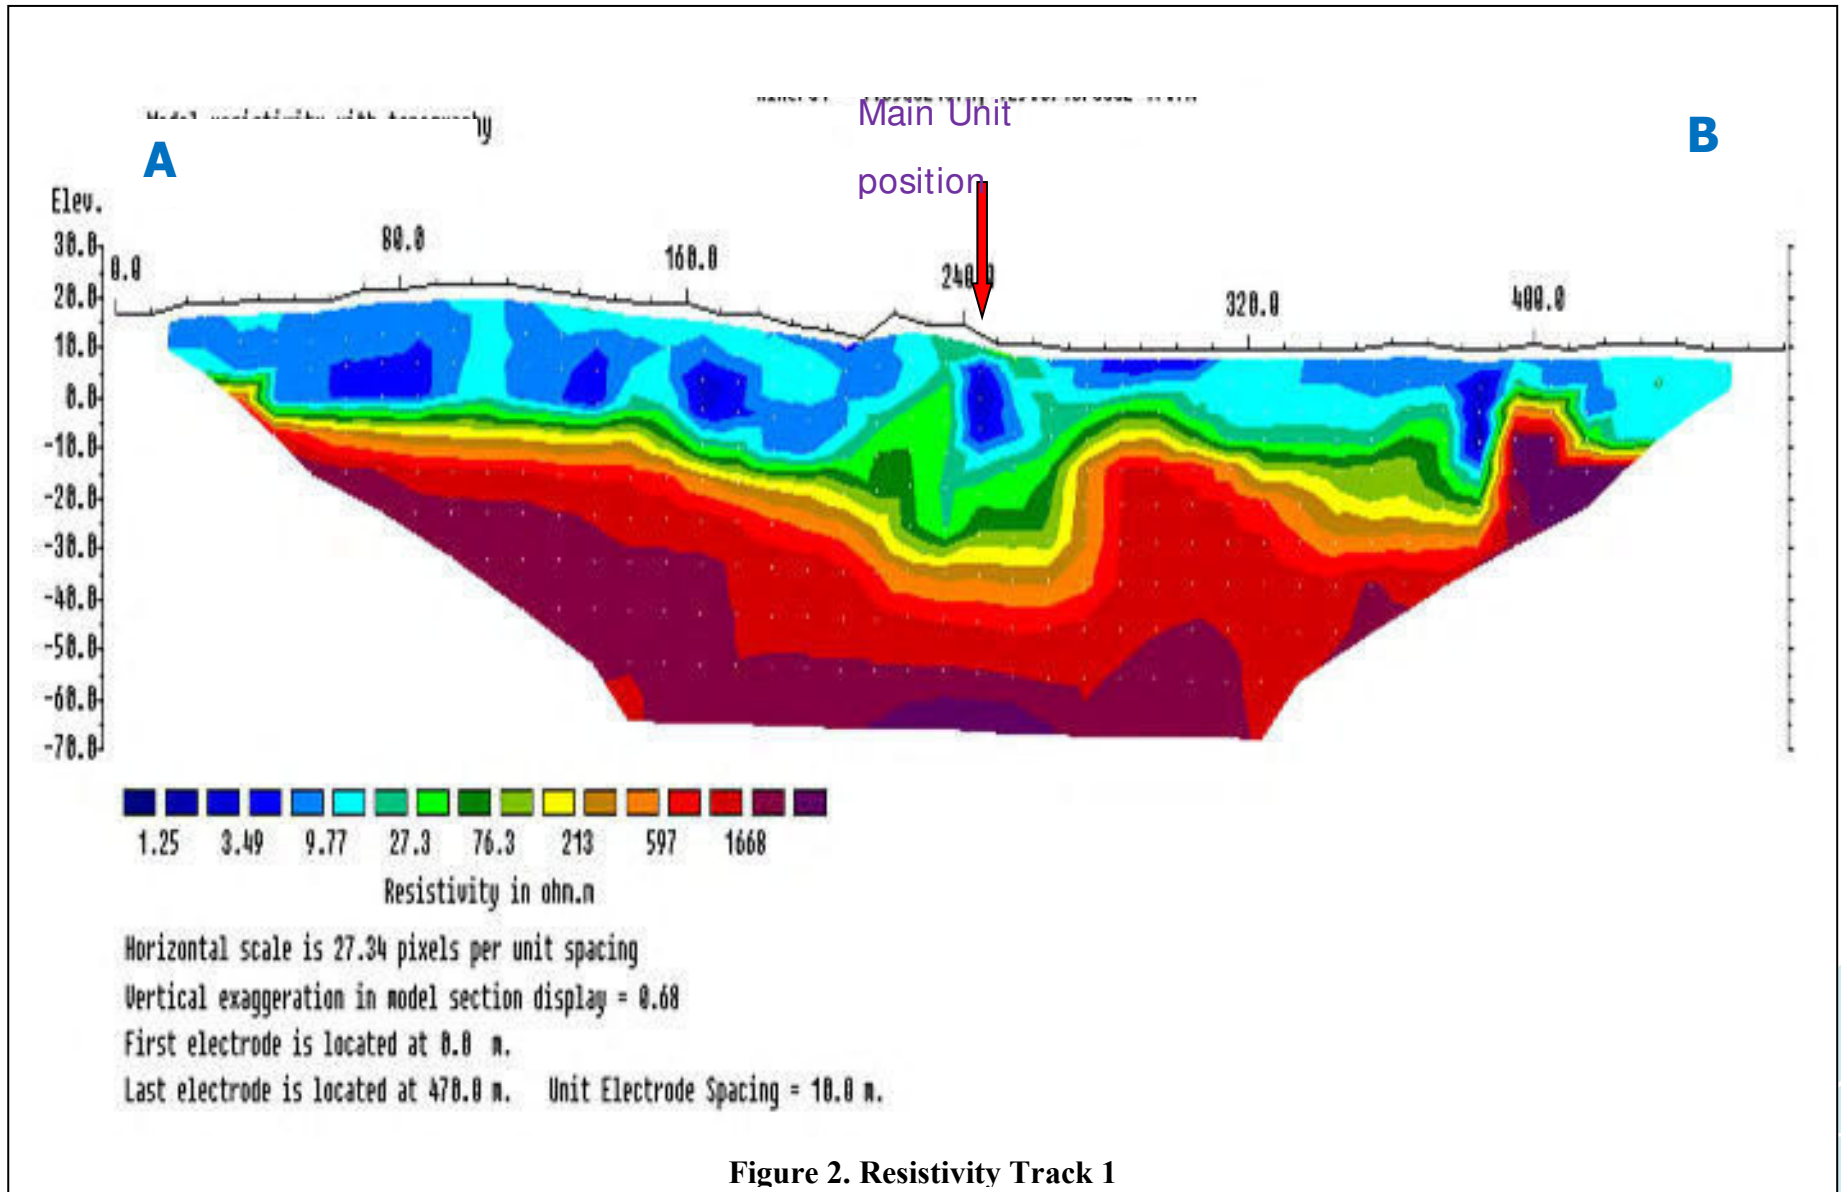 Main Unit
Model resistivity with topography
A
B
position
Elev.
30.0
20.0
10.0
0.0
-10.0
-20.0
-30.0
-40.0
-50.0
-60.0
-70.0
0.0
80.0
160.0
240.0
320.0
400.0
1.25 3.49 9.77 27.3 76.3 213 597 1668
Resistivity in ohm.m
Horizontal scale is 27.34 pixels per unit spacing
Vertical exaggeration in model section display = 0.68
First electrode is located at 0.0 m.
Last electrode is located at 470.0 m. Unit Electrode Spacing = 10.0 m.
Figure 2. Resistivity Track 1